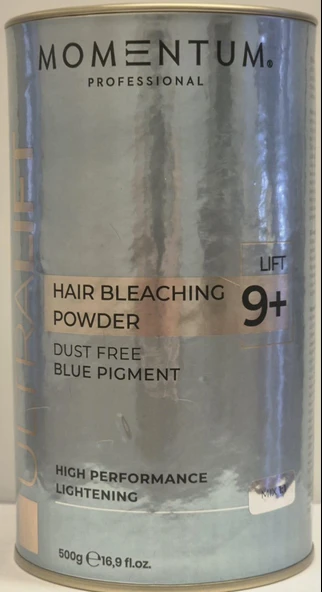 MOMENTUM®
PROFESSIONAL
ULTRALIFT
LIFT
HAIR BLEACHING 9+
POWDER
DUST FREE
BLUE PIGMENT
HIGH PERFORMANCE
LIGHTENING
500g ℮16,9 fl.oz.